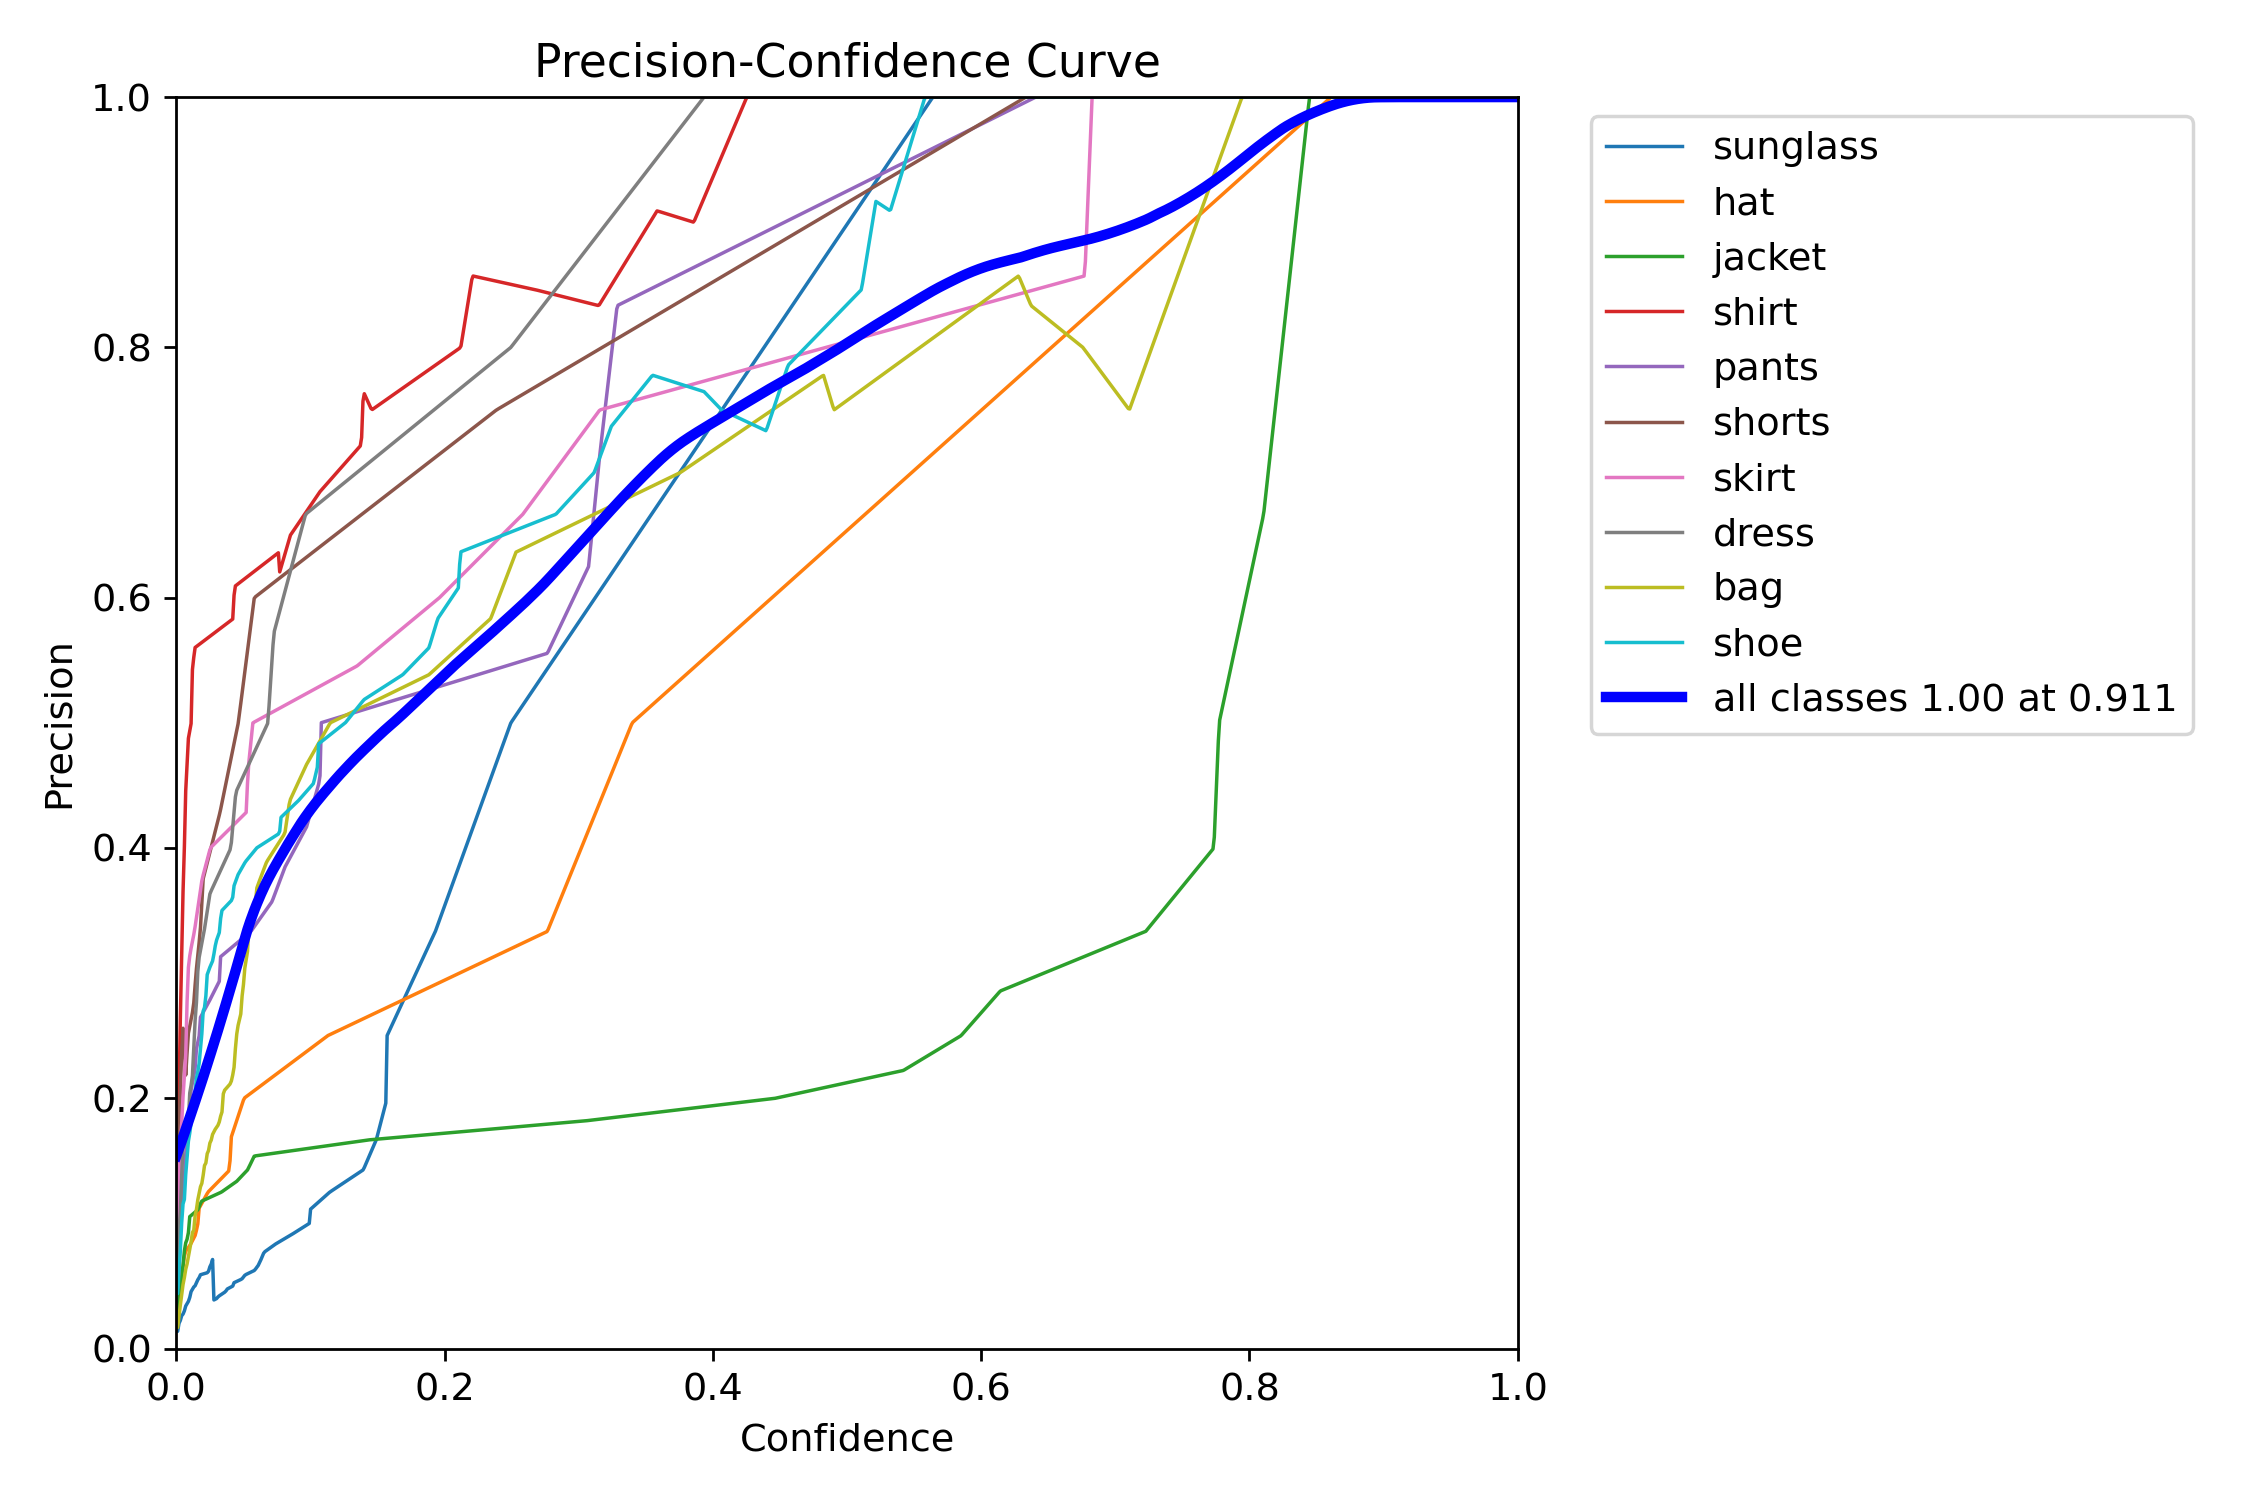 Precision-Confidence Curve
1.0
0.8
0.6
0.4
0.2
0.0
Precision
0.0 0.2 0.4 0.6 0.8 1.0
Confidence
sunglass
hat
jacket
shirt
pants
shorts
skirt
dress
bag
shoe
all classes 1.00 at 0.911